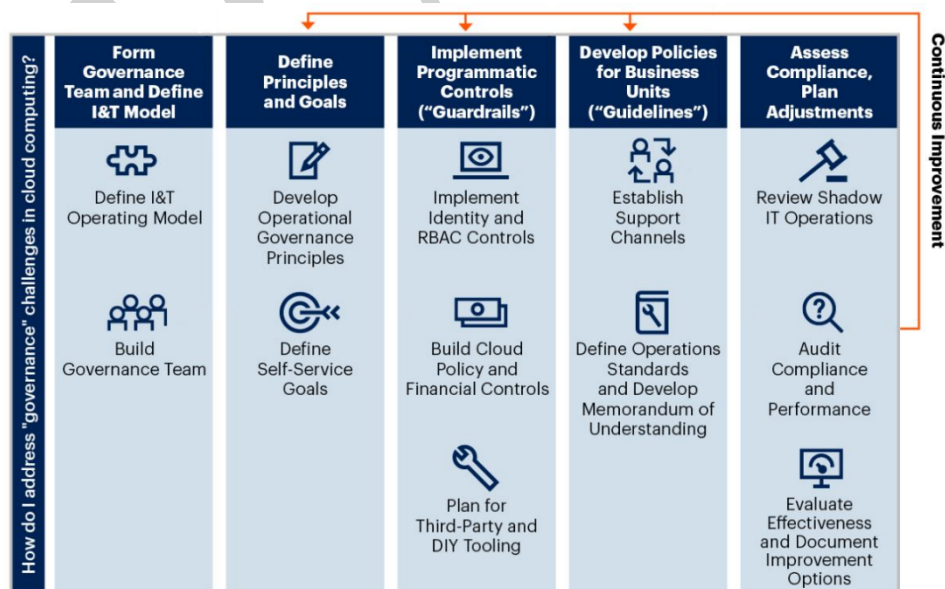 How do I address "governance" challenges in cloud computing?
Form
Governance
Team and Define
I&T Model
Define I&T
Operating Model
Build
Governance Team
Define
Principles
and Goals
Develop
Operational
Governance
Principles
Define
Self-Service
Goals
Implement
Programmatic
Controls
("Guardrails")
Implement
Identity and
RBAC Controls
Build Cloud
Policy and
Financial Controls
Plan for
Third-Party and
DIY Tooling
Develop Policies
for Business
Units
("Guidelines")
Establish
Support
Channels
Define Operations
Standards
and Develop
Memorandum of
Understanding
Assess
Compliance,
Plan
Adjustments
Review Shadow
IT Operations
Audit
Compliance
and
Performance
Evaluate
Effectiveness
and Document
Improvement
Options
Continuous Improvement